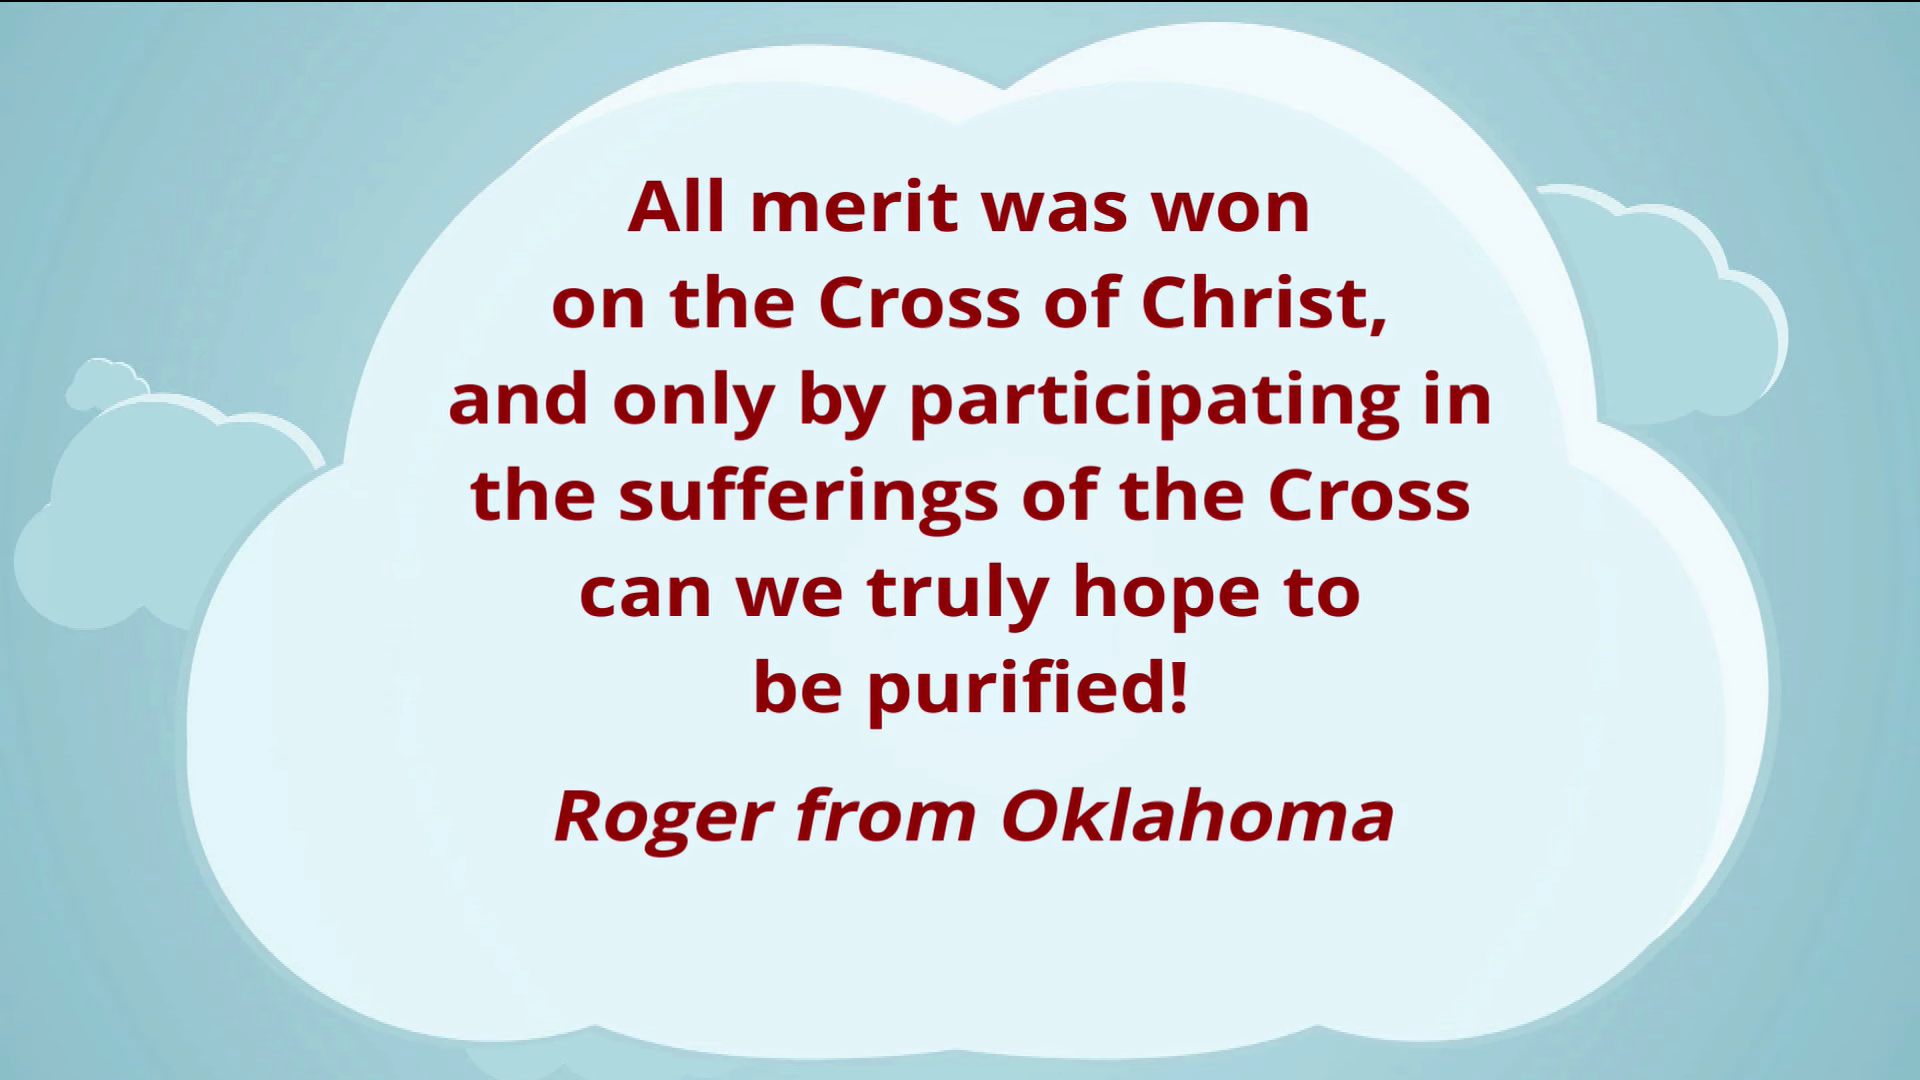 All merit was won
on the Cross of Christ,
and only by participating in
the sufferings of the Cross
can we truly hope to
be purified!
Roger from Oklahoma